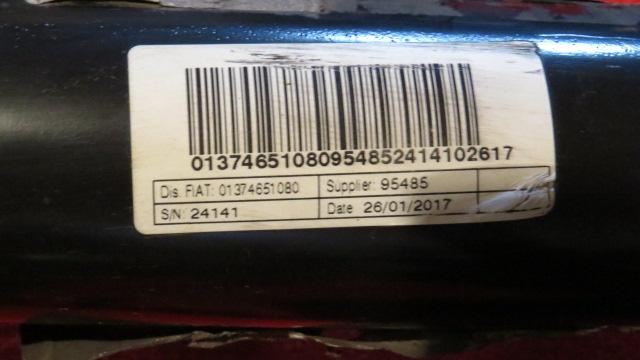 01374651080954852414102617
Dis. FIAT: 01374651080 Supplier: 95485
S/N: 24141 Date 26/01/2017